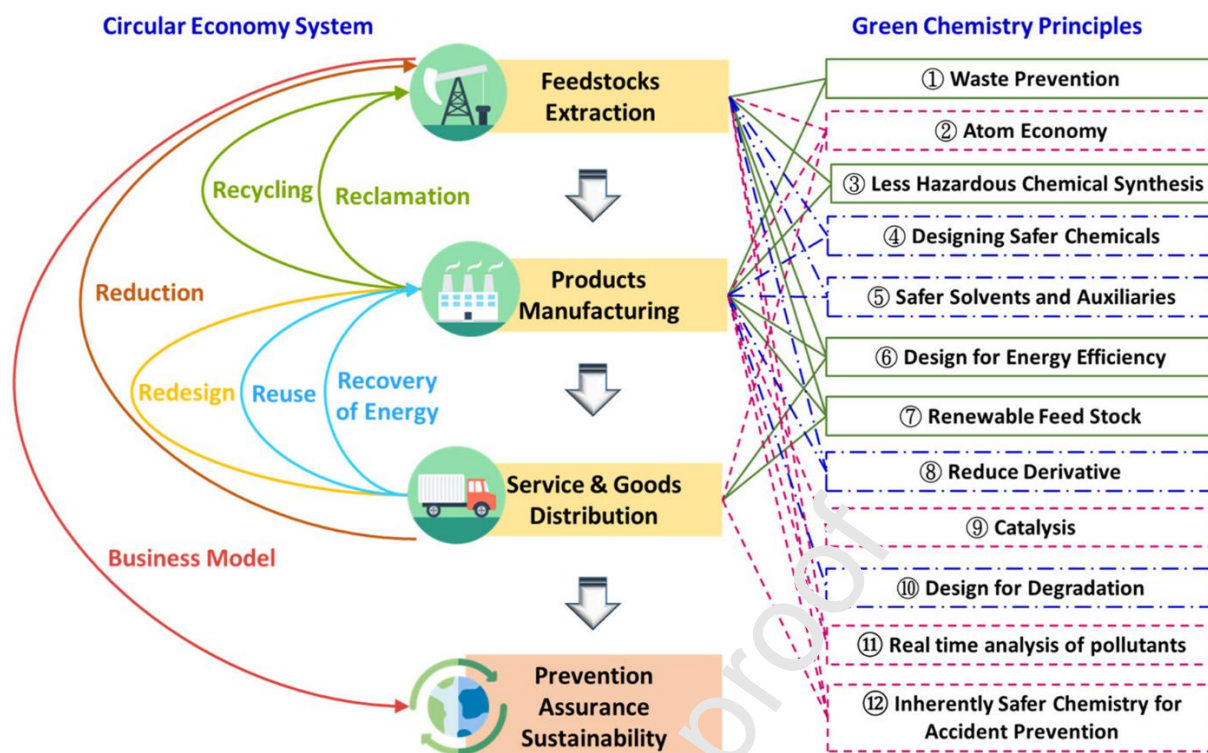 Circular Economy System
Green Chemistry Principles
Feedstocks
Extraction
Recycling
Reclamation
Products
Manufacturing
Reduction
Redesign
Reuse
Recovery
of Energy
Service & Goods
Distribution
Business Model
Prevention
Assurance
Sustainability
① Waste Prevention
② Atom Economy
③ Less Hazardous Chemical Synthesis
④ Designing Safer Chemicals
⑤ Safer Solvents and Auxiliaries
⑥ Design for Energy Efficiency
⑦ Renewable Feed Stock
⑧ Reduce Derivative
⑨ Catalysis
⑩ Design for Degradation
⑪ Real time analysis of pollutants
⑫ Inherently Safer Chemistry for
Accident Prevention
proof